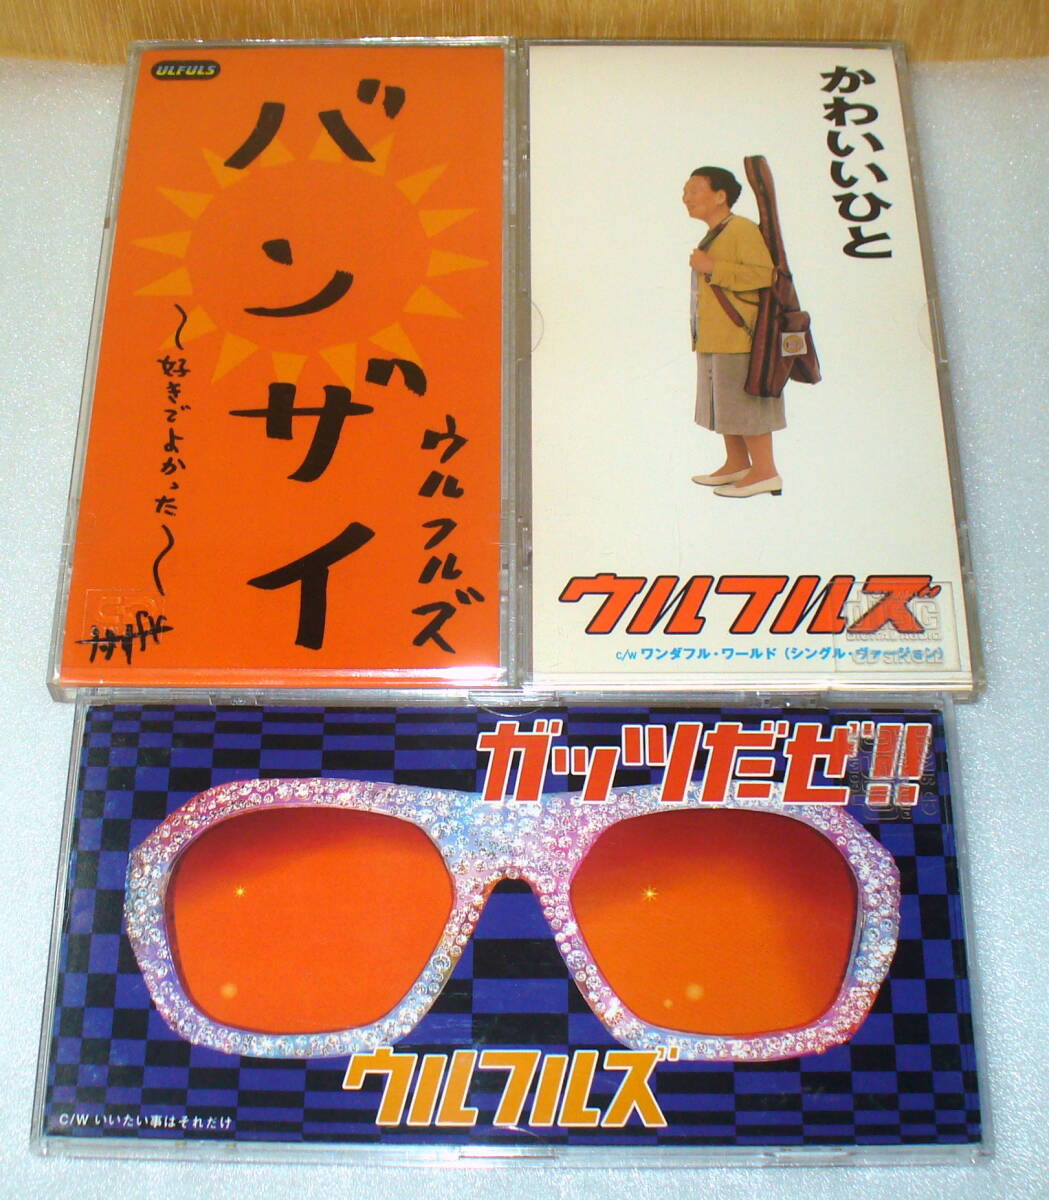 ULFULS
バンザイ
～好きでよかった～
ウルフルズ
かわいいひと
ウルフルズ
C/W ワンダフル・ワールド（シングル・ヴァージョン）
ガッツだぜ!!
ウルフルズ
C/W いいたい事はそれだけ